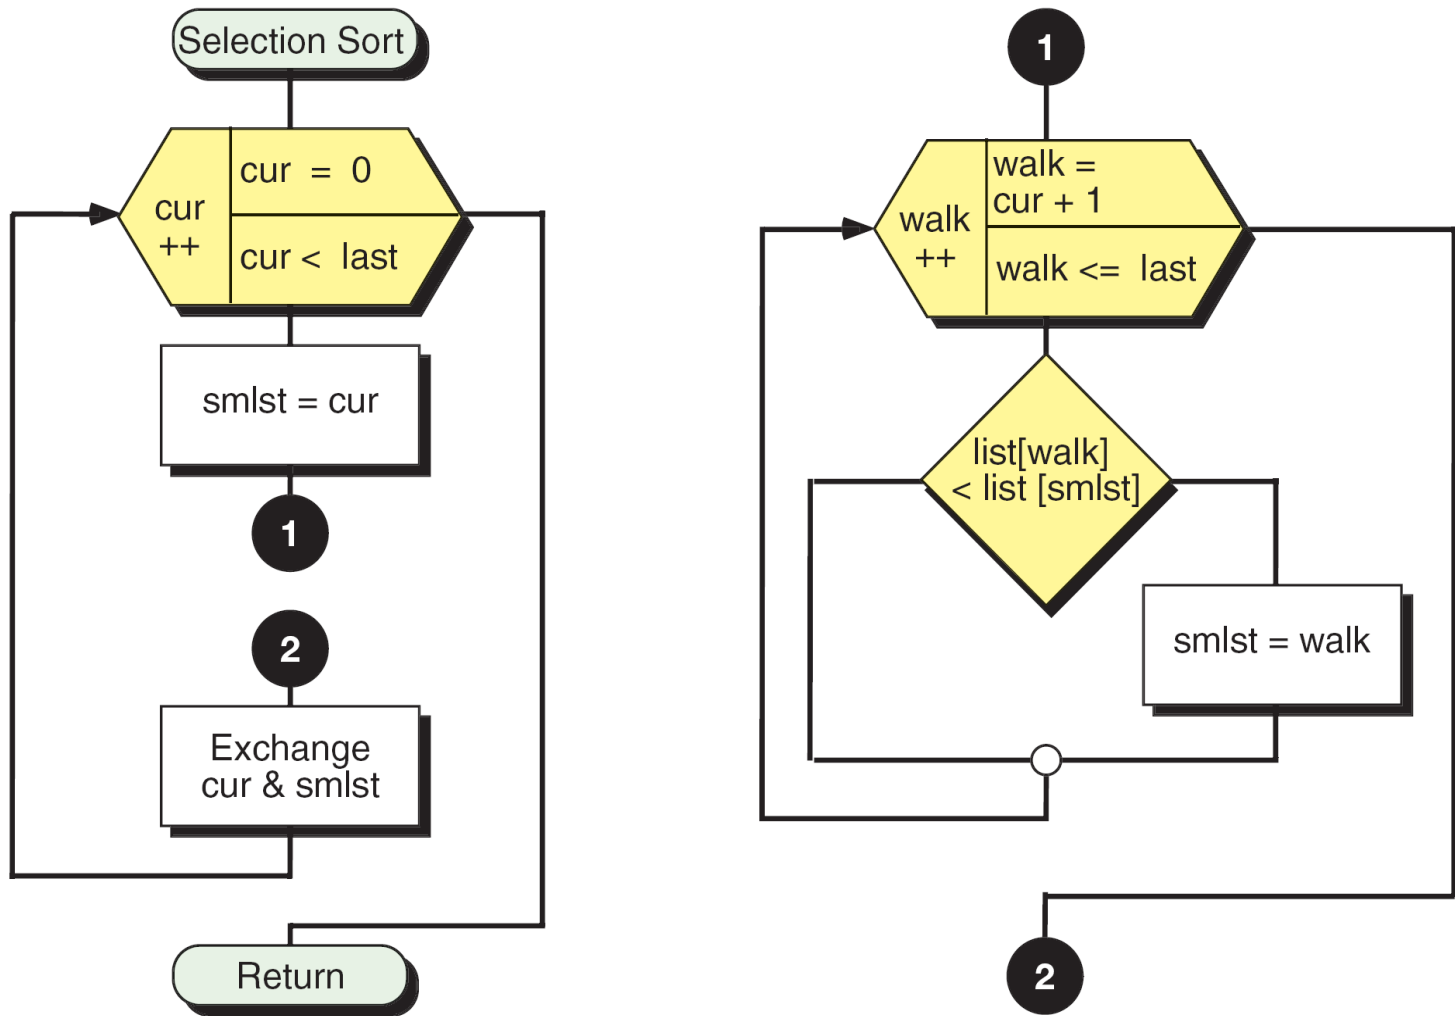 Selection Sort
cur
++
cur = 0
cur < last
smlst = cur
1
2
Exchange
cur & smlst
Return
1
walk
++
walk =
cur + 1
walk <= last
list[walk]
< list [smlst]
smlst = walk
2